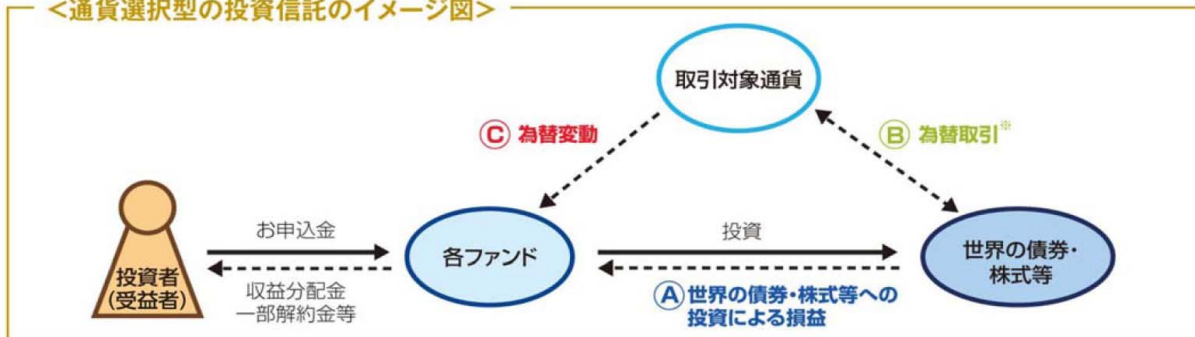 <通貨選択型の投資信託のイメージ図>
取引対象通貨
Ⓒ 為替変動
Ⓑ 為替取引※
お申込金
投資者
(受益者)
収益分配金
一部解約金等
各ファンド
投資
Ⓐ 世界の債券・株式等への
投資による損益
世界の債券・
株式等